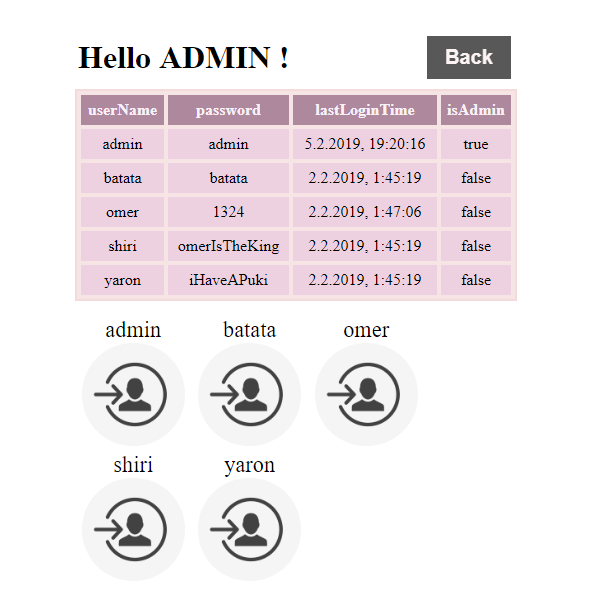 Hello ADMIN !
Back
userName password lastLoginTime isAdmin
admin admin 5.2.2019, 19:20:16 true
batata batata 2.2.2019, 1:45:19 false
omer 1324 2.2.2019, 1:47:06 false
shiri omerIsTheKing 2.2.2019, 1:45:19 false
yaron iHaveAPuki 2.2.2019, 1:45:19 false
admin batata omer
shiri yaron